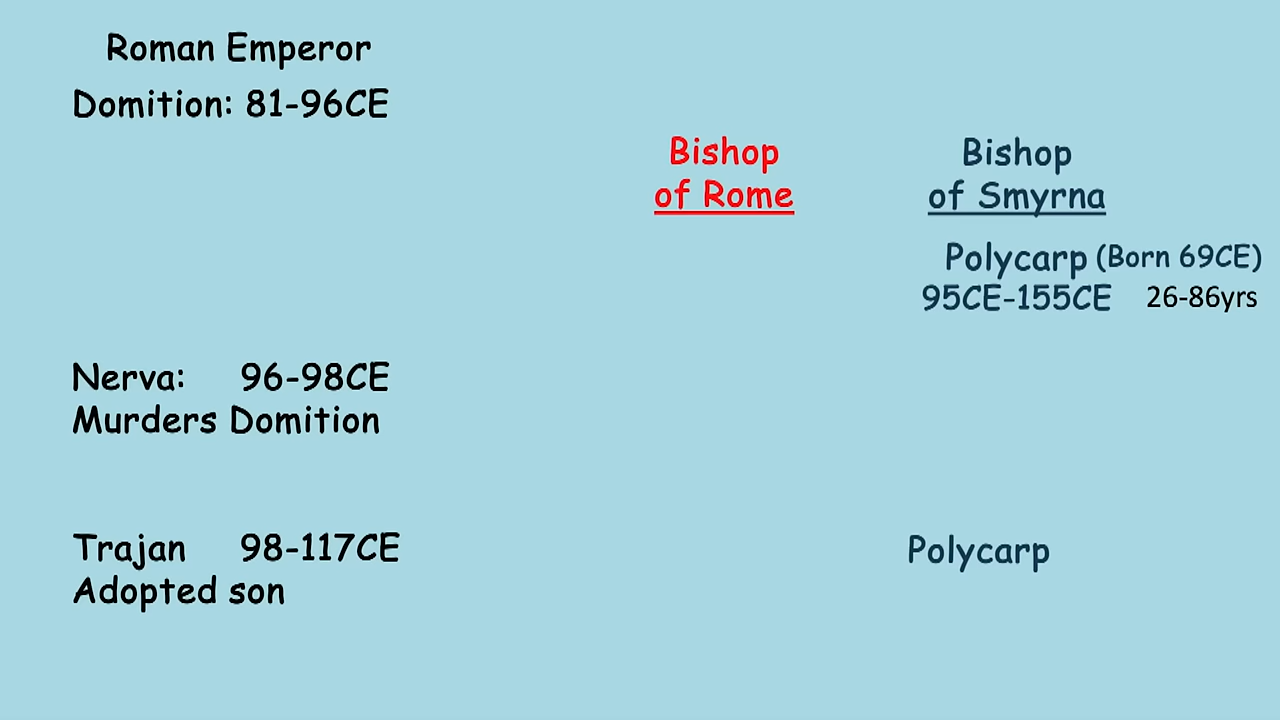 Roman Emperor
Domition: 81-96CE
Bishop
of Rome
Bishop
of Smyrna
Polycarp (Born 69CE)
95CE-155CE 26-86yrs
Nerva: 96-98CE
Murders Domition
Trajan 98-117CE
Adopted son
Polycarp